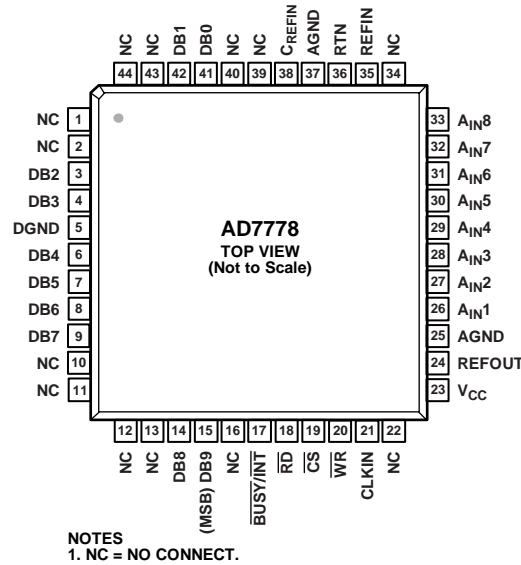 NC
NC
DB1
DB0
NC
NC
CREFIN
AGND
RTN
REFIN
NC
44
43
42
41
40
39
38
37
36
35
34
NC 1
NC 2
DB2 3
DB3 4
DGND 5
DB4 6
DB5 7
DB6 8
DB7 9
NC 10
NC 11
AD7778
TOP VIEW
(Not to Scale)
33 AIN8
32 AIN7
31 AIN6
30 AIN5
29 AIN4
28 AIN3
27 AIN2
26 AIN1
25 AGND
24 REFOUT
23 VCC
12
13
14
15
16
17
18
19
20
21
22
NC
NC
DB8
(MSB) DB9
NC
BUSY/INT
RD
CS
WR
CLKIN
NC
NOTES
1. NC = NO CONNECT.